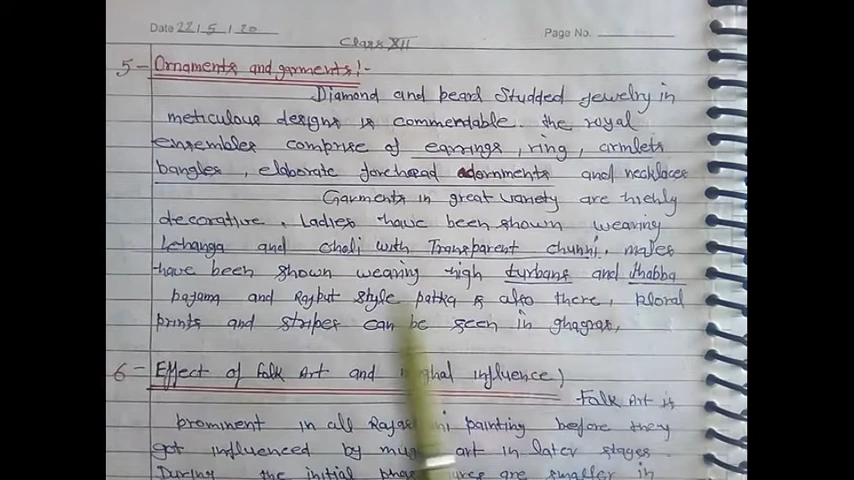 Date 22/5/20
Page No.
Class XII
5- Ornaments and garments:-
Diamond and pearl Studded jewelry in
meticulous designs is commendable. the royal
ensembles comprise of earrings, ring, armlets
bangles, elaborate forehead adornments and necklaces
Garments in great variety are highly
decorative. Ladies have been shown wearing
Lehanga and choli with Transparent chunni. males
have been shown wearing high turbans and jhabba
pajama and Rajput style patka is also there, floral
prints and stripes can be seen in ghagras,
6- Effect of Folk Art and influence)
Folk Art is
prominent in all painting before they
got influenced by art in later stages.
During the initial are smaller in